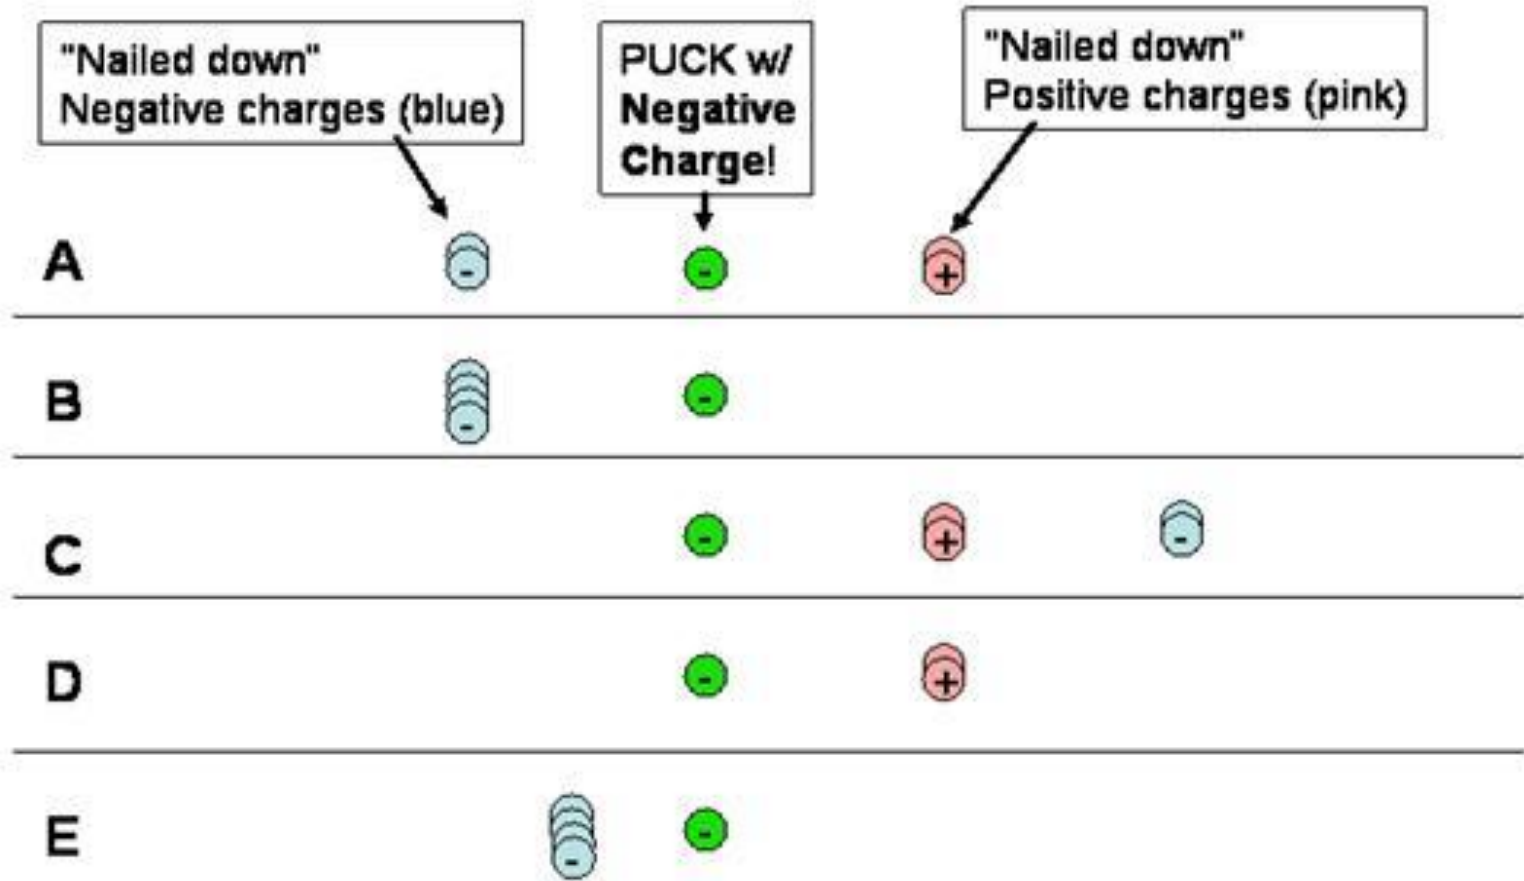 "Nailed down"
Negative charges (blue)
PUCK w/
Negative
Charge!
"Nailed down"
Positive charges (pink)
A
-
-
+
B
-
-
C
-
+
-
D
-
+
E
-
-